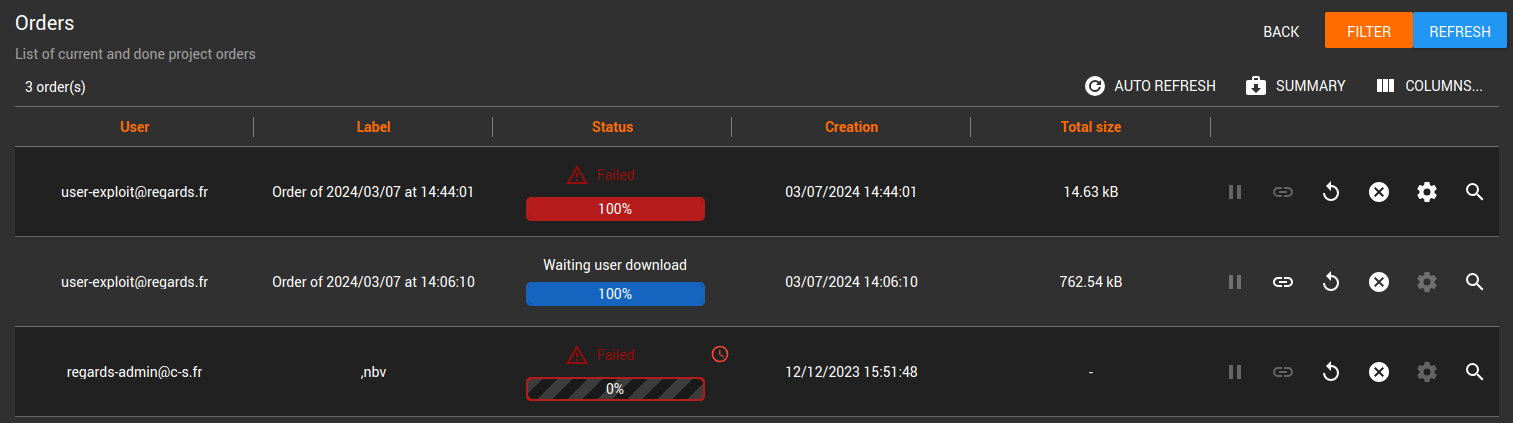 Orders
BACK
FILTER
REFRESH
List of current and done project orders
3 order(s)
AUTO REFRESH
SUMMARY
COLUMNS...
User Label Status Creation Total size
Failed
user-exploit@regards.fr Order of 2024/03/07 at 14:44:01 03/07/2024 14:44:01 14.63 kB
100%
Waiting user download
user-exploit@regards.fr Order of 2024/03/07 at 14:06:10 03/07/2024 14:06:10 762.54 kB
100%
Failed
regards-admin@c-s.fr ,nbv 12/12/2023 15:51:48 -
0%